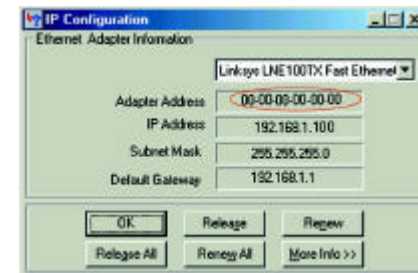 IP Configuration
Ethernet Adapter Information
Linksys LNE100TX Fast Ethernet
Adapter Address 00-00-00-00-00-00
IP Address 192.168.1.100
Subnet Mask 255.255.255.0
Default Gateway 192.168.1.1
OK Release Renew
Release All Renew All More Info >>